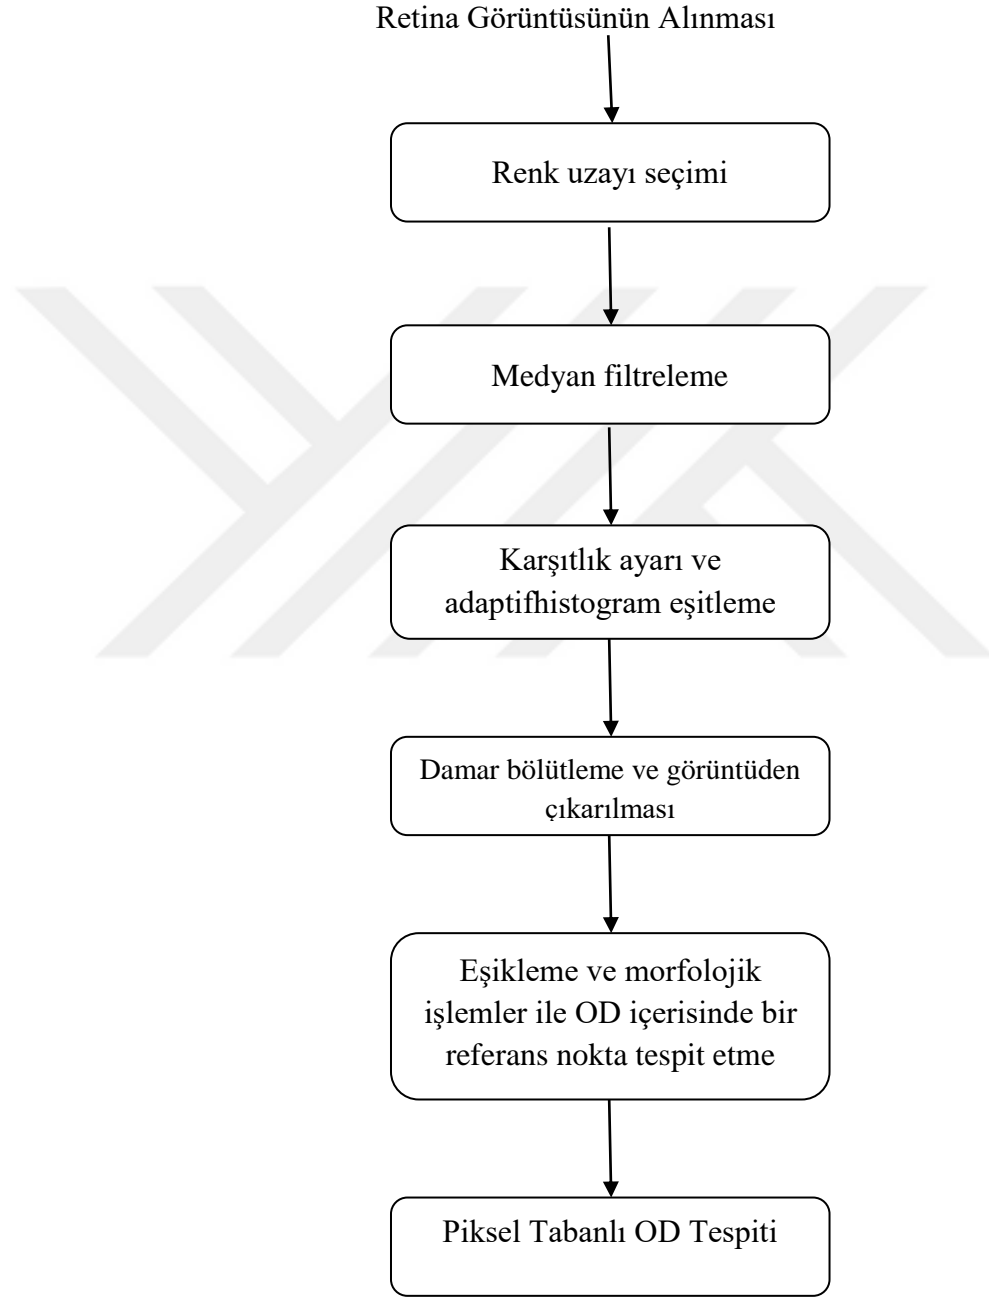 Retina Görüntüsünün Alınması
Renk uzayı seçimi
Medyan filtreleme
Karşıtlık ayarı ve
adaptifhistogram eşitleme
Damar bölütleme ve görüntüden
çıkarılması
Eşikleme ve morfolojik
işlemler ile OD içerisinde bir
referans nokta tespit etme
Piksel Tabanlı OD Tespiti